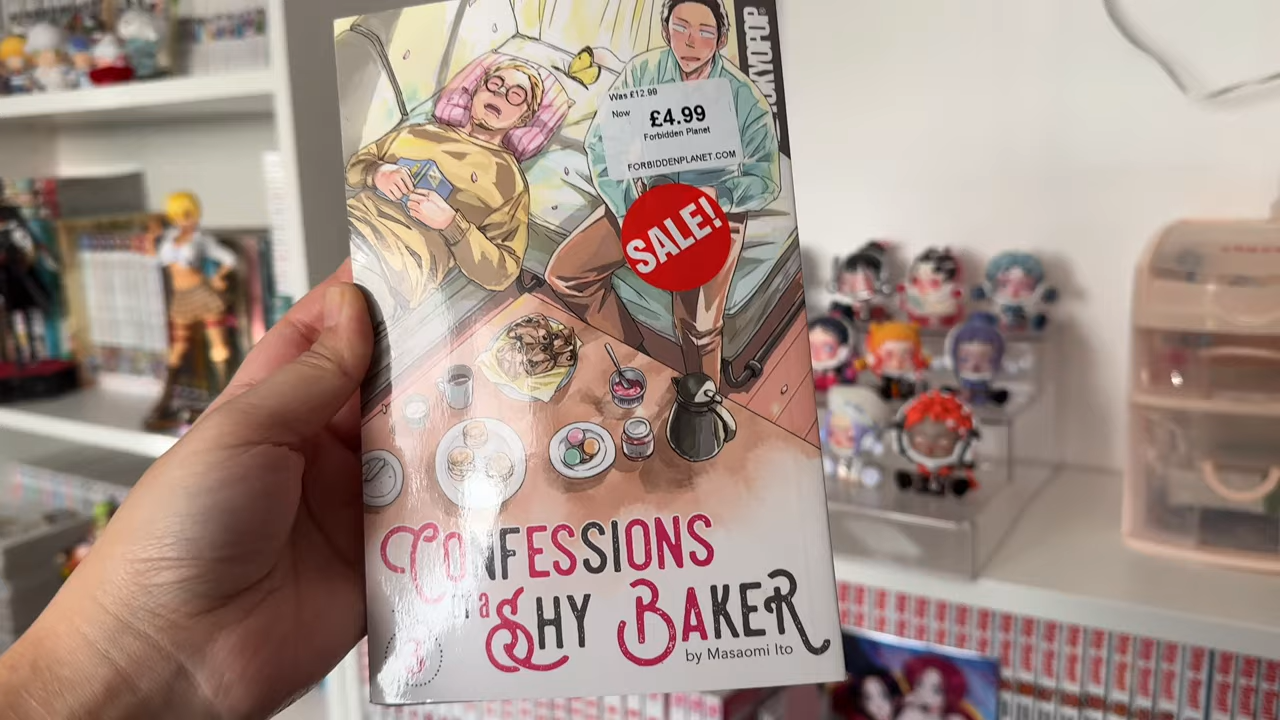 TOKYOPOP
Was £12.99
Now £4.99
Forbidden Planet
FORBIDDENPLANET.COM
SALE!
CONFESSIONS
of a SHY BAKER
by Masaomi Ito
3